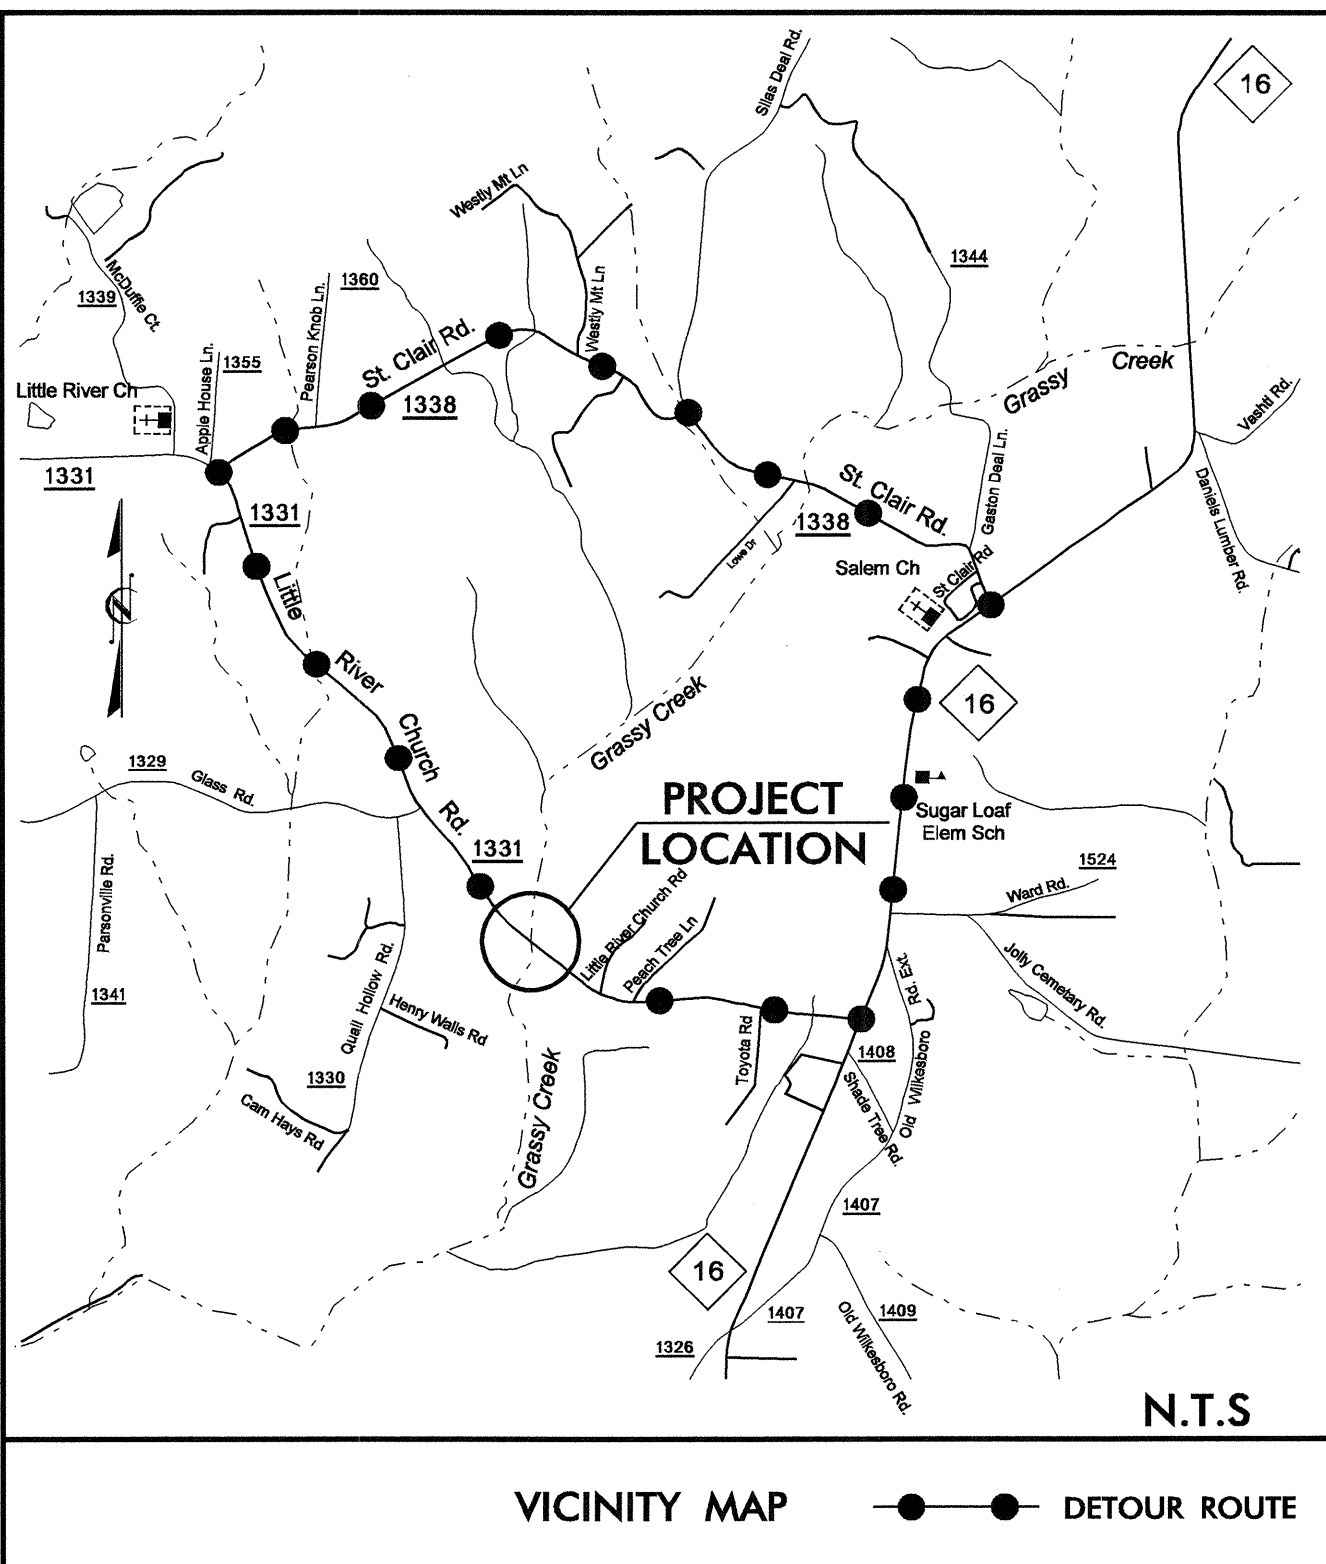 16
Silas Deal Rd.
Westly Mt Ln
1344
McDuffie Ct.
1339
1360
Pearson Knob Ln.
Westly Mt Ln
St. Clair Rd.
Creek
Grassy
1355
Apple House Ln.
Little River Ch
1338
Vashti Rd.
1331
1331
Gaston Deal Ln.
St. Clair Rd.
1338
Daniels Lumber Rd.
Lowe Dr
Salem Ch
St Clair Rd
Little
River
Church
Rd.
16
Grassy Creek
1329
Glass Rd.
PROJECT
LOCATION
Sugar Loaf
Elem Sch
1331
1524
Ward Rd.
Parsonville Rd.
Little River Church Rd
Peach Tree Ln
Jolly Cemetary Rd.
1341
Quail Hollow Rd.
Henry Walls Rd
Toyota Rd
Old Wilkesboro Rd. Ext.
1408
1330
Shade Tree Rd.
Cam Hays Rd
Grassy Creek
1407
16
1407
1409
Old Wilkesboro Rd.
1326
N.T.S
VICINITY MAP
DETOUR ROUTE